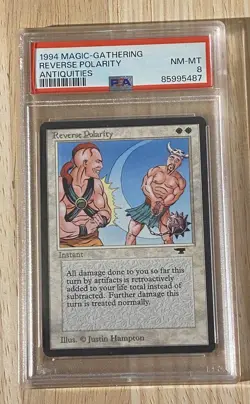 1994 MAGIC-GATHERING
REVERSE POLARITY
ANTIQUITIES
NM-MT
8
PSA
85995487
Reverse Polarity
Instant
All damage done to you so far this
turn by artifacts is retroactively
added to your life total instead of
subtracted. Further damage this
turn is treated normally.
Illus. © Justin Hampton